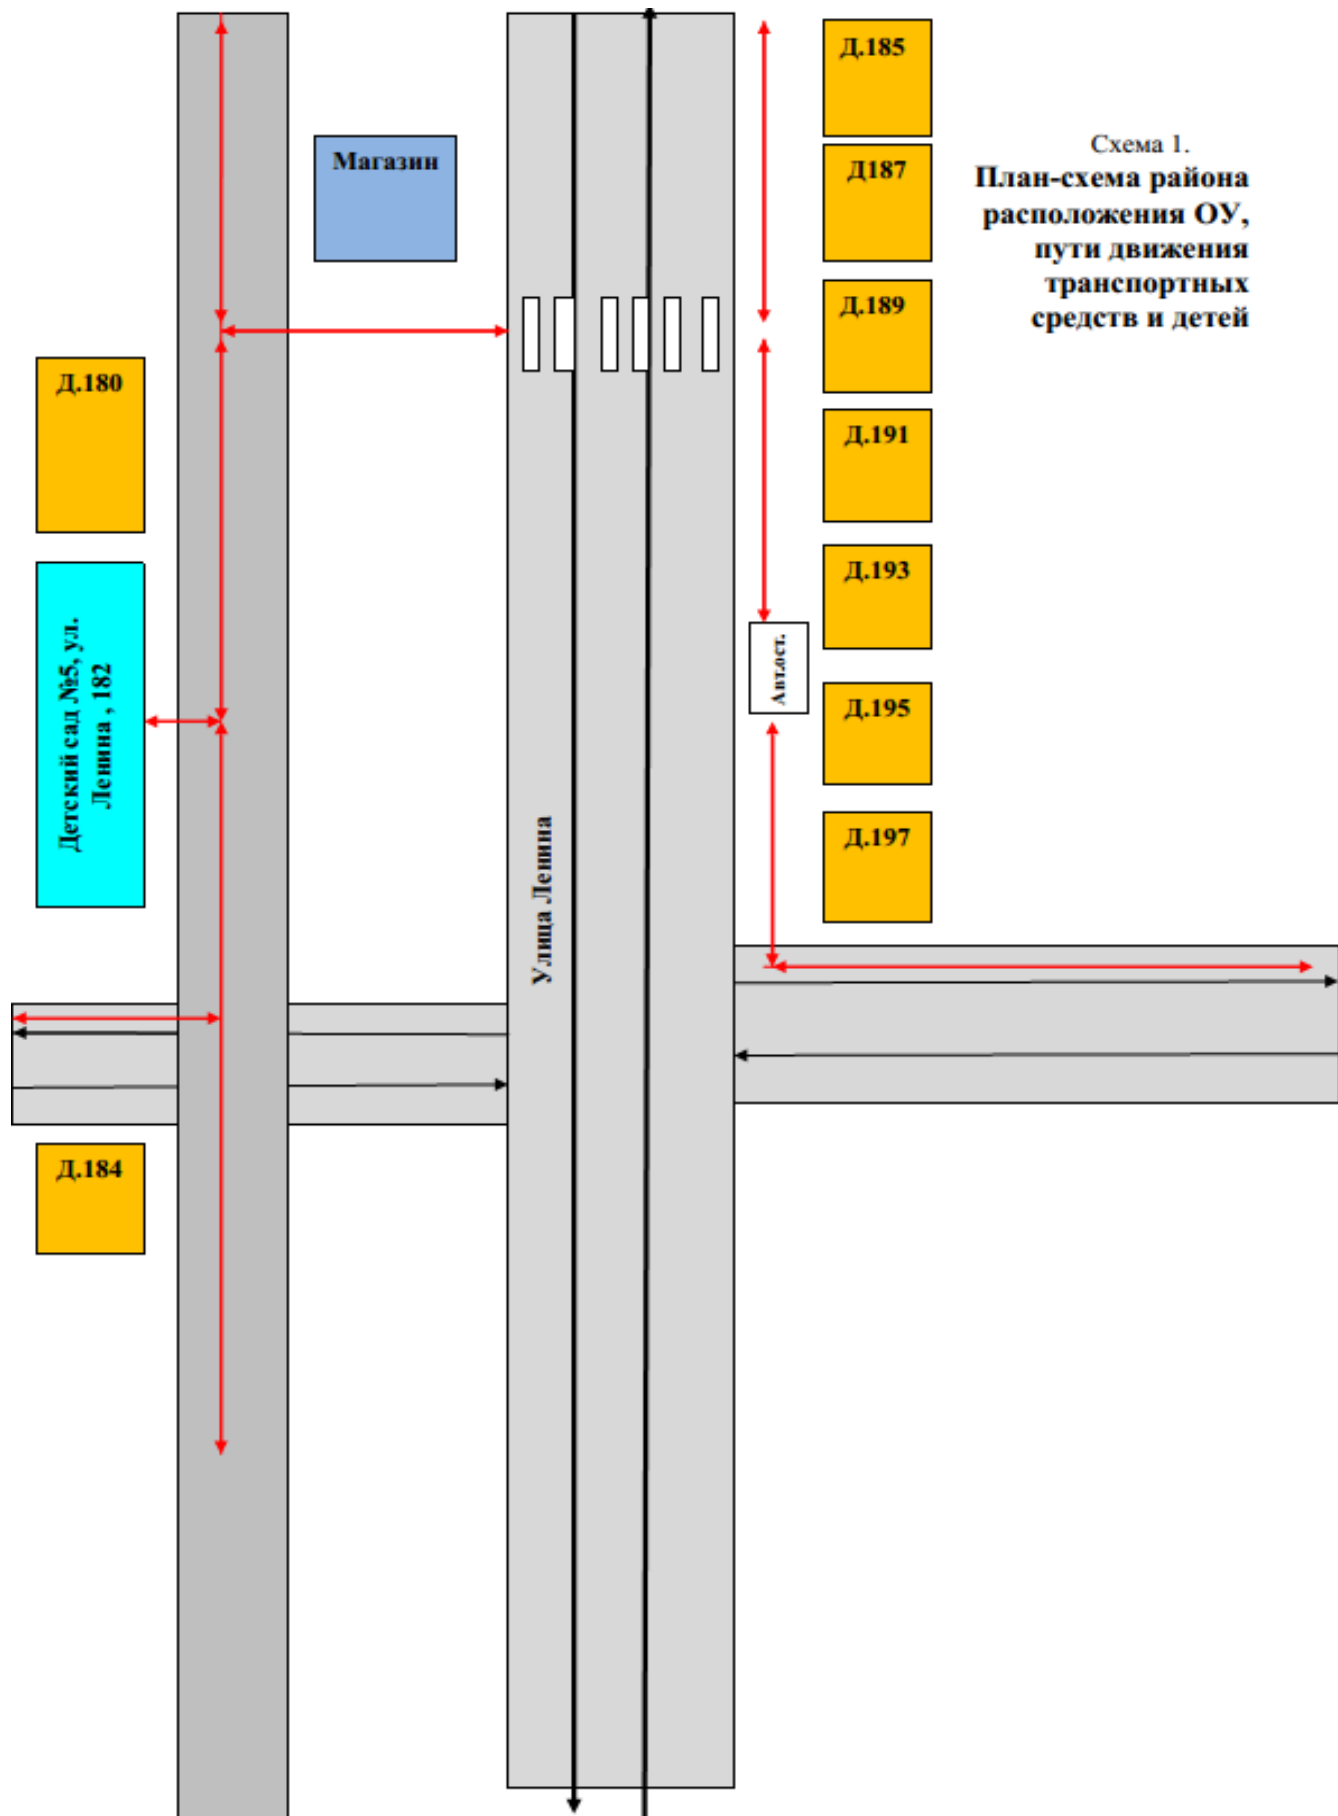 Д.185
Схема 1.
План-схема района
расположения ОУ,
пути движения
транспортных
средств и детей
Магазин
Д187
Д.189
Д.180
Д.191
Д.193
Детский сад №5, ул.
Ленина , 182
Авт.ост.
Д.195
Улица Ленина
Д.197
Д.184